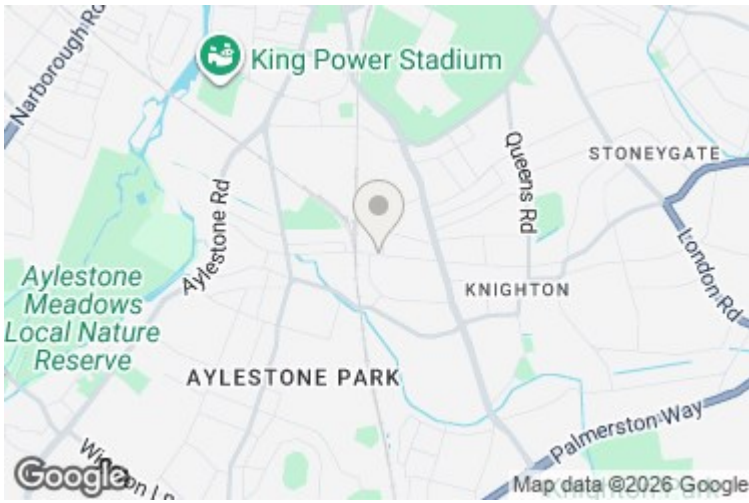 Narborough Rd
King Power Stadium
Queens Rd
STONEYGATE
Aylestone Rd
London Rd
Aylestone
Meadows
Local Nature
Reserve
KNIGHTON
AYLESTONE PARK
Palmerston Way
Google
Map data ©2026 Google